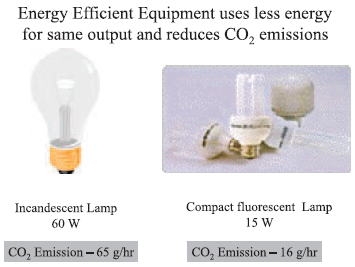 Energy Efficient Equipment uses less energy
for same output and reduces CO₂ emissions
Incandescent Lamp
60 W
CO₂ Emission – 65 g/hr
Compact fluorescent Lamp
15 W
CO₂ Emission – 16 g/hr